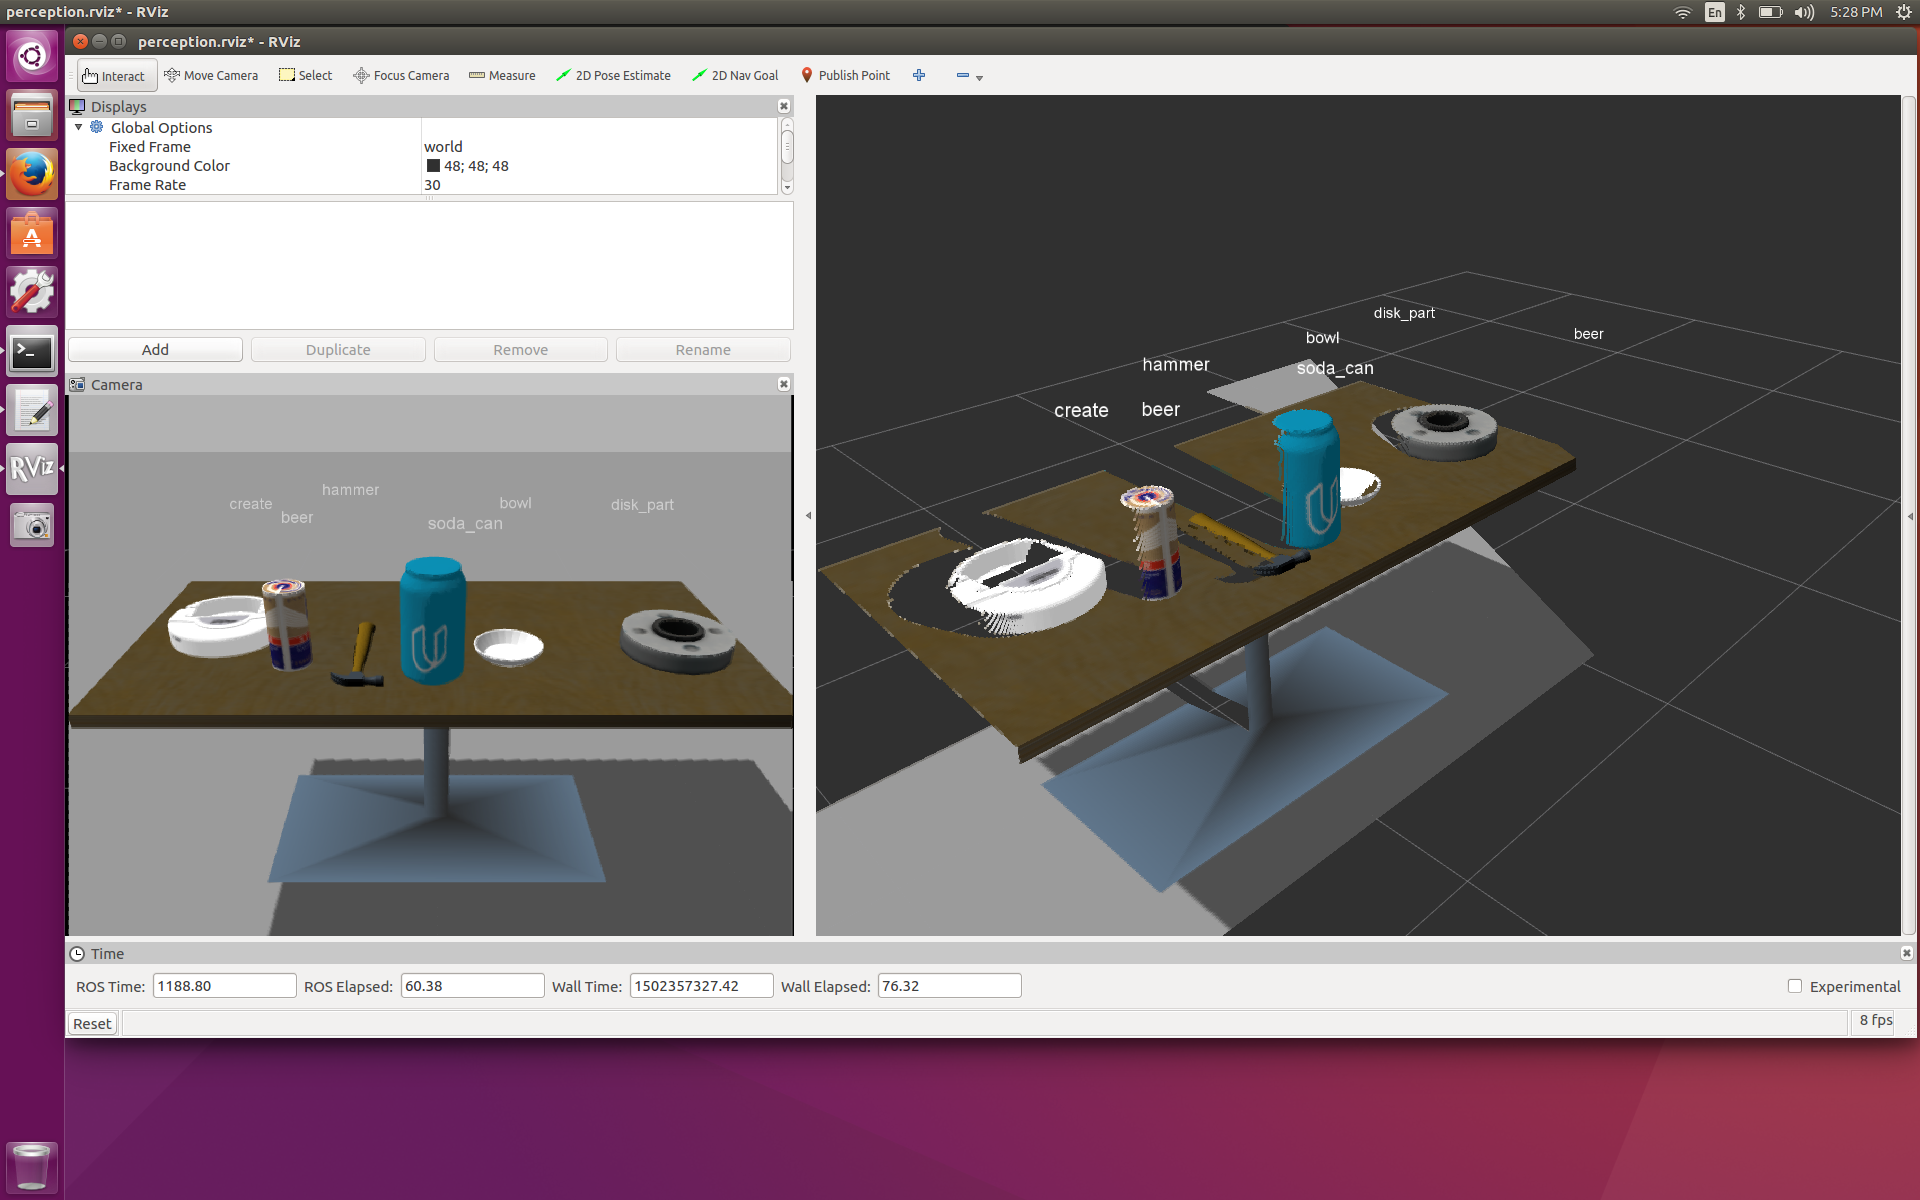 perception.rviz* - RViz
En
5:28 PM
perception.rviz* - RViz
Interact
Move Camera
Select
Focus Camera
Measure
2D Pose Estimate
2D Nav Goal
Publish Point
Displays
Global Options
Fixed Frame
world
Background Color
48; 48; 48
Frame Rate
30
Add
Duplicate
Remove
Rename
Camera
hammer
create
bowl
disk_part
beer
soda_can
disk_part
beer
bowl
hammer
soda_can
create
beer
RViz
Time
ROS Time:
1188.80
ROS Elapsed:
60.38
Wall Time:
1502357327.42
Wall Elapsed:
76.32
Experimental
Reset
8 fps